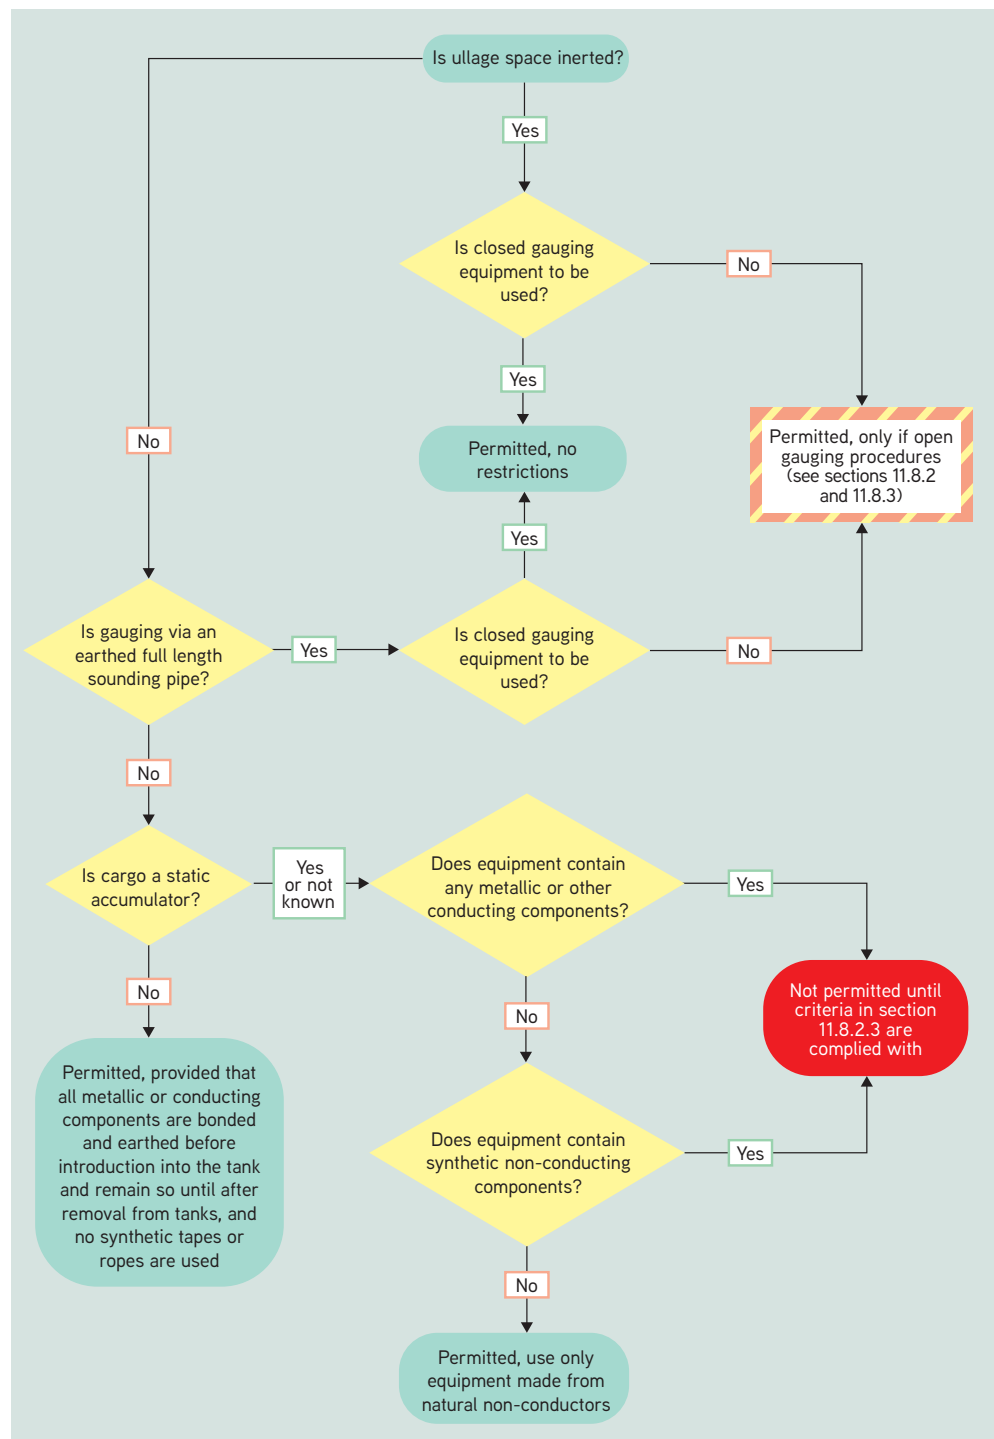 Is ullage space inerted?
Yes
Is closed gauging
equipment to be
used?
No
Yes
Permitted, no
restrictions
Permitted, only if open
gauging procedures
(see sections 11.8.2
and 11.8.3)
No
Yes
Is gauging via an
earthed full length
sounding pipe?
Yes
Is closed gauging
equipment to be
used?
No
No
Is cargo a static
accumulator?
Yes
or not
known
Does equipment contain
any metallic or other
conducting components?
Yes
No
No
Not permitted until
criteria in section
11.8.2.3 are
complied with
Permitted, provided that
all metallic or conducting
components are bonded
and earthed before
introduction into the tank
and remain so until after
removal from tanks, and
no synthetic tapes or
ropes are used
Does equipment contain
synthetic non-conducting
components?
Yes
No
Permitted, use only
equipment made from
natural non-conductors